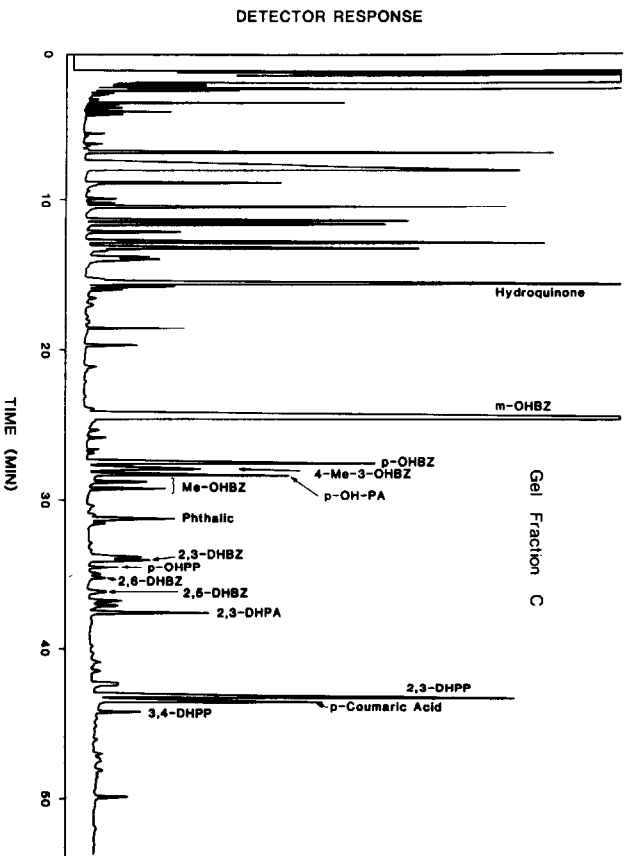 DETECTOR RESPONSE
0
10
20
30
40
50
TIME (MIN)
Gel Fraction C
Hydroquinone
m-OHBZ
p-OHBZ
4-Me-3-OHBZ
p-OH-PA
Me-OHBZ
Phthalic
2,3-DHBZ
p-OHPP
2,6-DHBZ
2,5-DHBZ
2,3-DHPA
2,3-DHPP
p-Coumaric Acid
3,4-DHPP